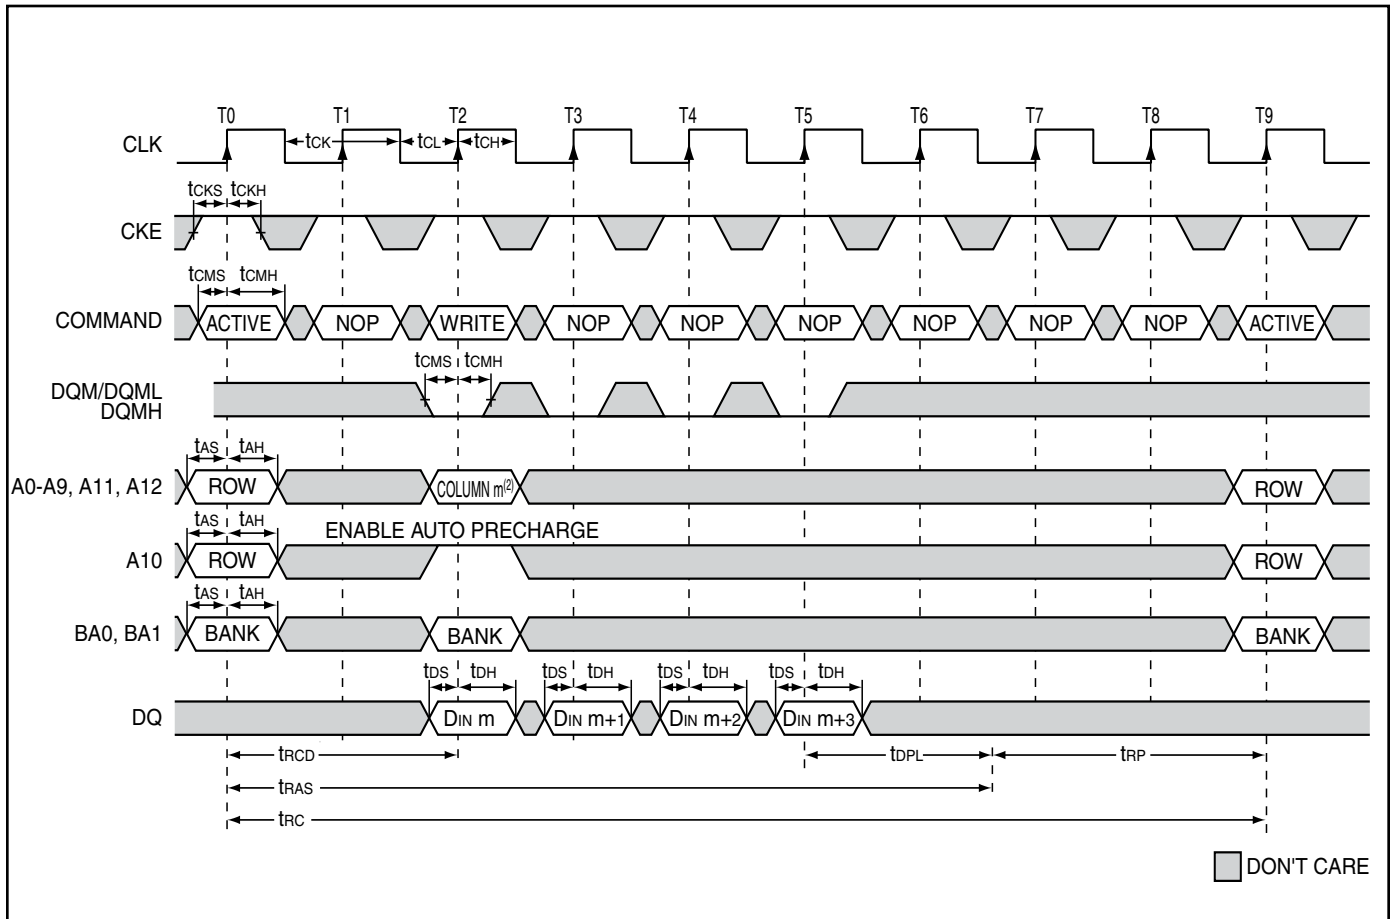 T0 T1 T2 T3 T4 T5 T6 T7 T8 T9
CLK tCK tCL tCH
tCKS tCKH
CKE
tCMS tCMH
COMMAND ACTIVE NOP WRITE NOP NOP NOP NOP NOP NOP ACTIVE
tCMS tCMH
DQM/DQML
DQMH
tAS tAH
A0-A9, A11, A12 ROW COLUMN m(2) ROW
tAS tAH ENABLE AUTO PRECHARGE
A10 ROW ROW
tAS tAH
BA0, BA1 BANK BANK BANK
tDS tDH tDS tDH tDS tDH tDS tDH
DQ DIN m DIN m+1 DIN m+2 DIN m+3
tRCD tDPL tRP
tRAS
tRC
DON'T CARE